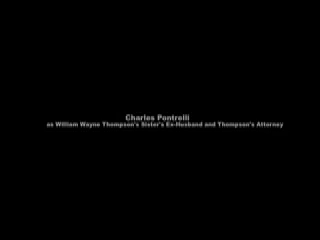 Charles Pontrelli
as William Wayne Thompson's Sister's Ex-Husband and Thompson's Attorney